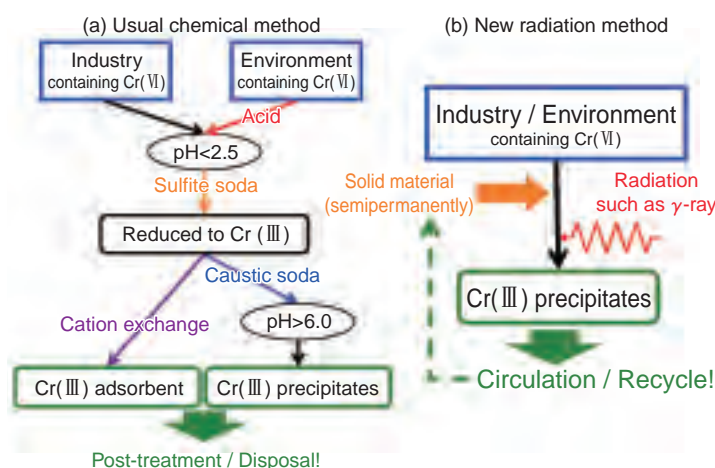 (a) Usual chemical method
Industry
containing Cr(Ⅵ)
Environment
containing Cr(Ⅵ)
Acid
pH<2.5
Sulfite soda
Reduced to Cr (Ⅲ)
Caustic soda
Cation exchange
pH>6.0
Cr(Ⅲ) adsorbent
Cr(Ⅲ) precipitates
Post-treatment / Disposal!
(b) New radiation method
Industry / Environment
containing Cr(Ⅵ)
Solid material
(semipermanently)
Radiation
such as γ-ray
Cr(Ⅲ) precipitates
Circulation / Recycle!